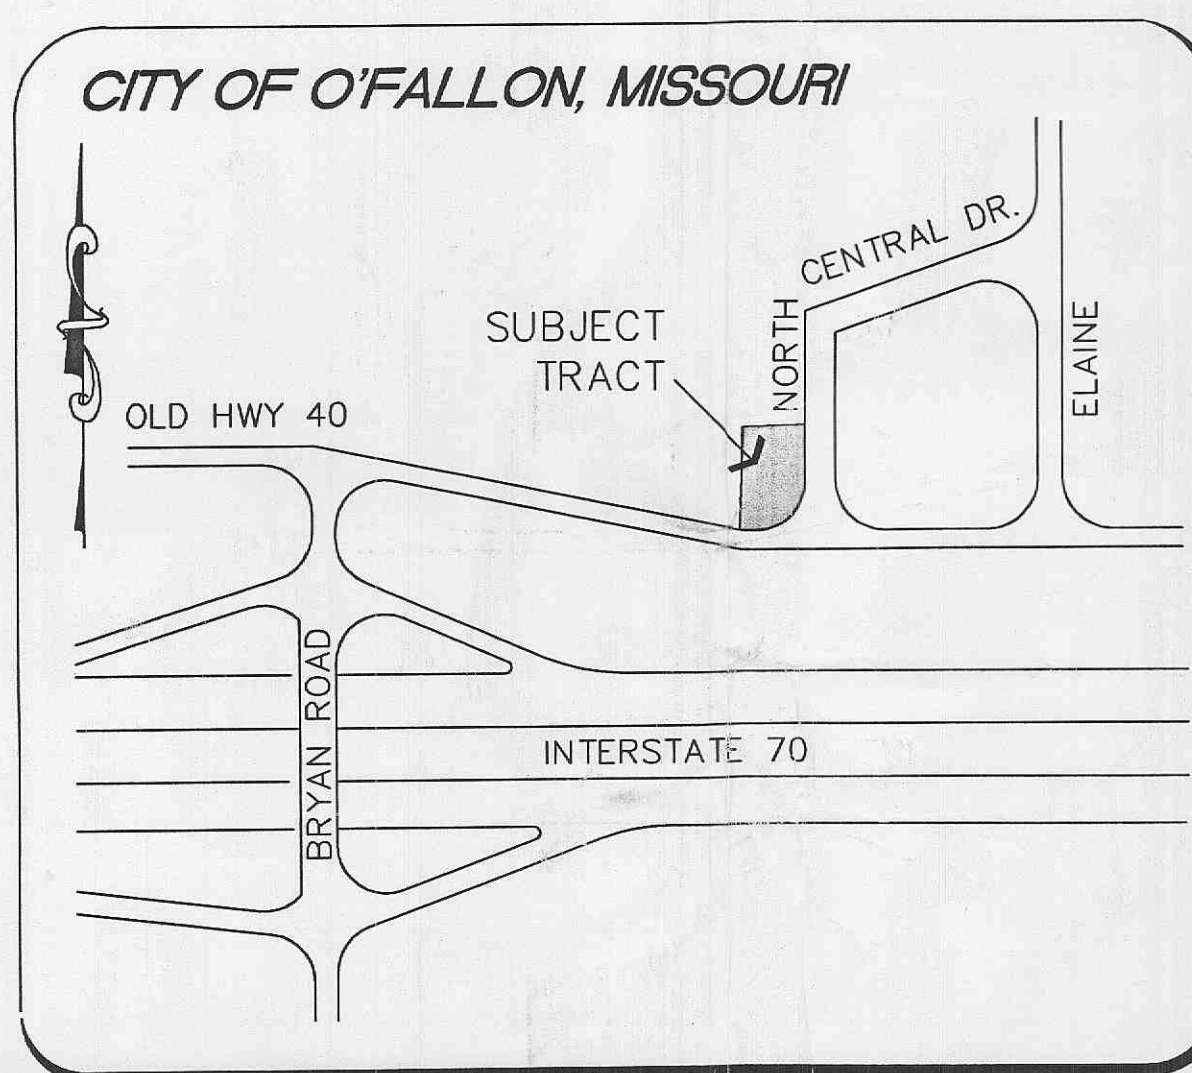 CITY OF O'FALLON, MISSOURI
NORTH CENTRAL DR.
SUBJECT
TRACT
ELAINE
OLD HWY 40
BRYAN ROAD
INTERSTATE 70